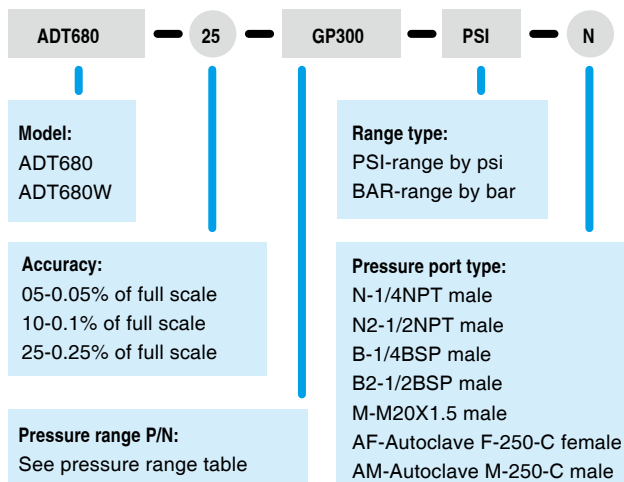 ADT680 25 GP300 PSI N
Model:
ADT680
ADT680W
Range type:
PSI-range by psi
BAR-range by bar
Accuracy:
05-0.05% of full scale
10-0.1% of full scale
25-0.25% of full scale
Pressure port type:
N-1/4NPT male
N2-1/2NPT male
B-1/4BSP male
B2-1/2BSP male
M-M20X1.5 male
AF-Autoclave F-250-C female
AM-Autoclave M-250-C male
Pressure range P/N:
See pressure range table